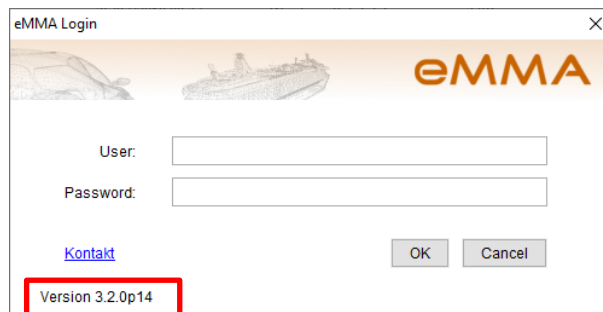 eMMA Login
eMMA
User:
Password:
Kontakt
OK Cancel
Version 3.2.0p14